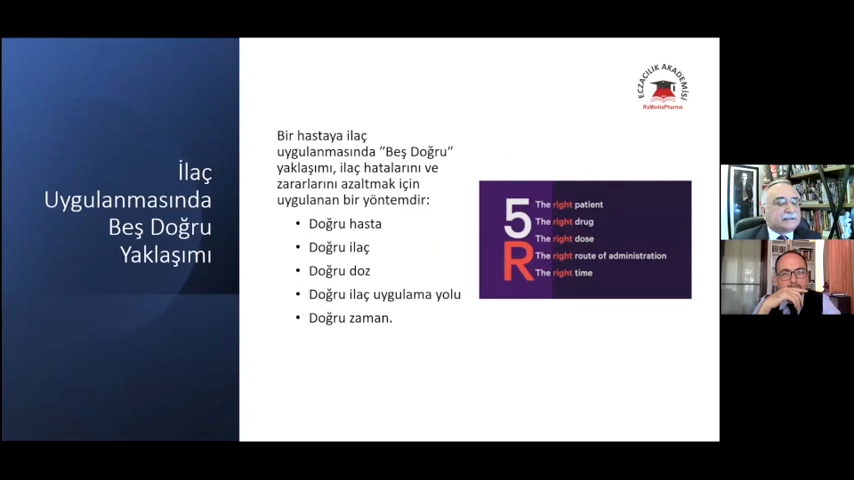 İlaç
Uygulanmasında
Beş Doğru
Yaklaşımı
ECZACILIK AKADEMİSİ
RxMediaPharma
Bir hastaya ilaç
uygulanmasında ”Beş Doğru”
yaklaşımı, ilaç hatalarını ve
zararlarını azaltmak için
uygulanan bir yöntemdir:
• Doğru hasta
• Doğru ilaç
• Doğru doz
• Doğru ilaç uygulama yolu
• Doğru zaman.
5R
The right patient
The right drug
The right dose
The right route of administration
The right time